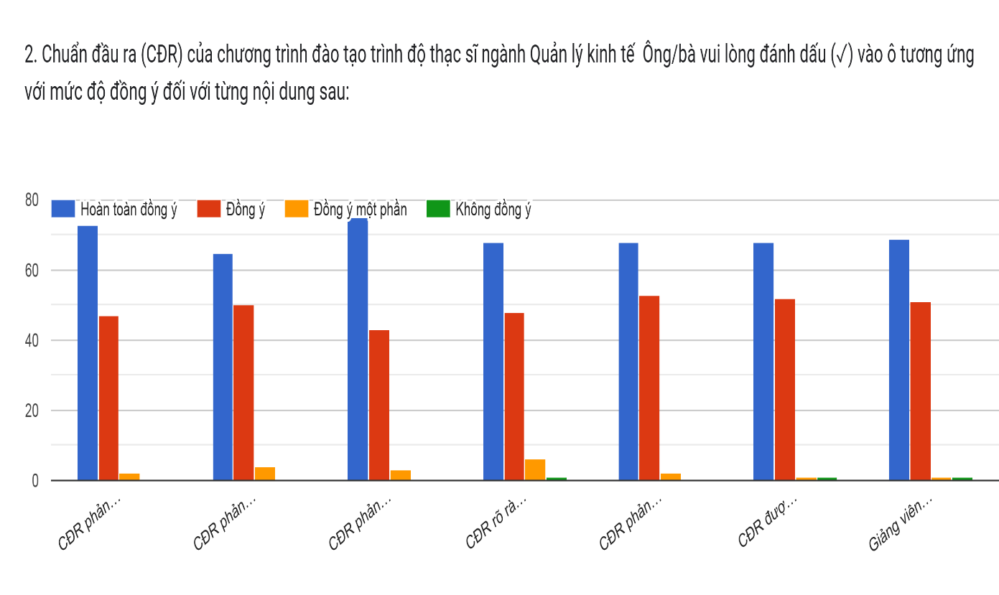 2. Chuẩn đầu ra (CĐR) của chương trình đào tạo trình độ thạc sĩ ngành Quản lý kinh tế Ông/bà vui lòng đánh dấu (√) vào ô tương ứng
với mức độ đồng ý đối với từng nội dung sau:
Hoàn toàn đồng ý Đồng ý Đồng ý một phần Không đồng ý
80
60
40
20
0
CĐR phản… CĐR phản… CĐR phản… CĐR rõ rà… CĐR phản… CĐR đượ… Giảng viên…